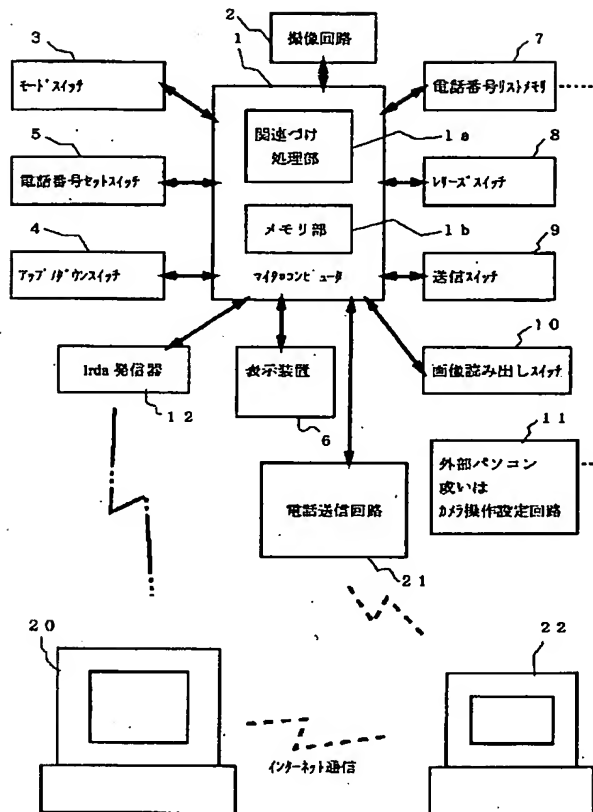 2
撮像回路
3
モードスイッチ
1
7
電話番号リストメモリ
5
電話番号セットスイッチ
関連づけ
処理部
1a
8
レリーズスイッチ
4
アップ/ダウンスイッチ
メモリ部
1b
マイクロコンピュータ
9
送信スイッチ
Irda 発信器
12
表示装置
6
10
画像読み出しスイッチ
11
外部パソコン
或いは
カメラ操作設定回路
電話送信回路
21
20
22
インターネット通信